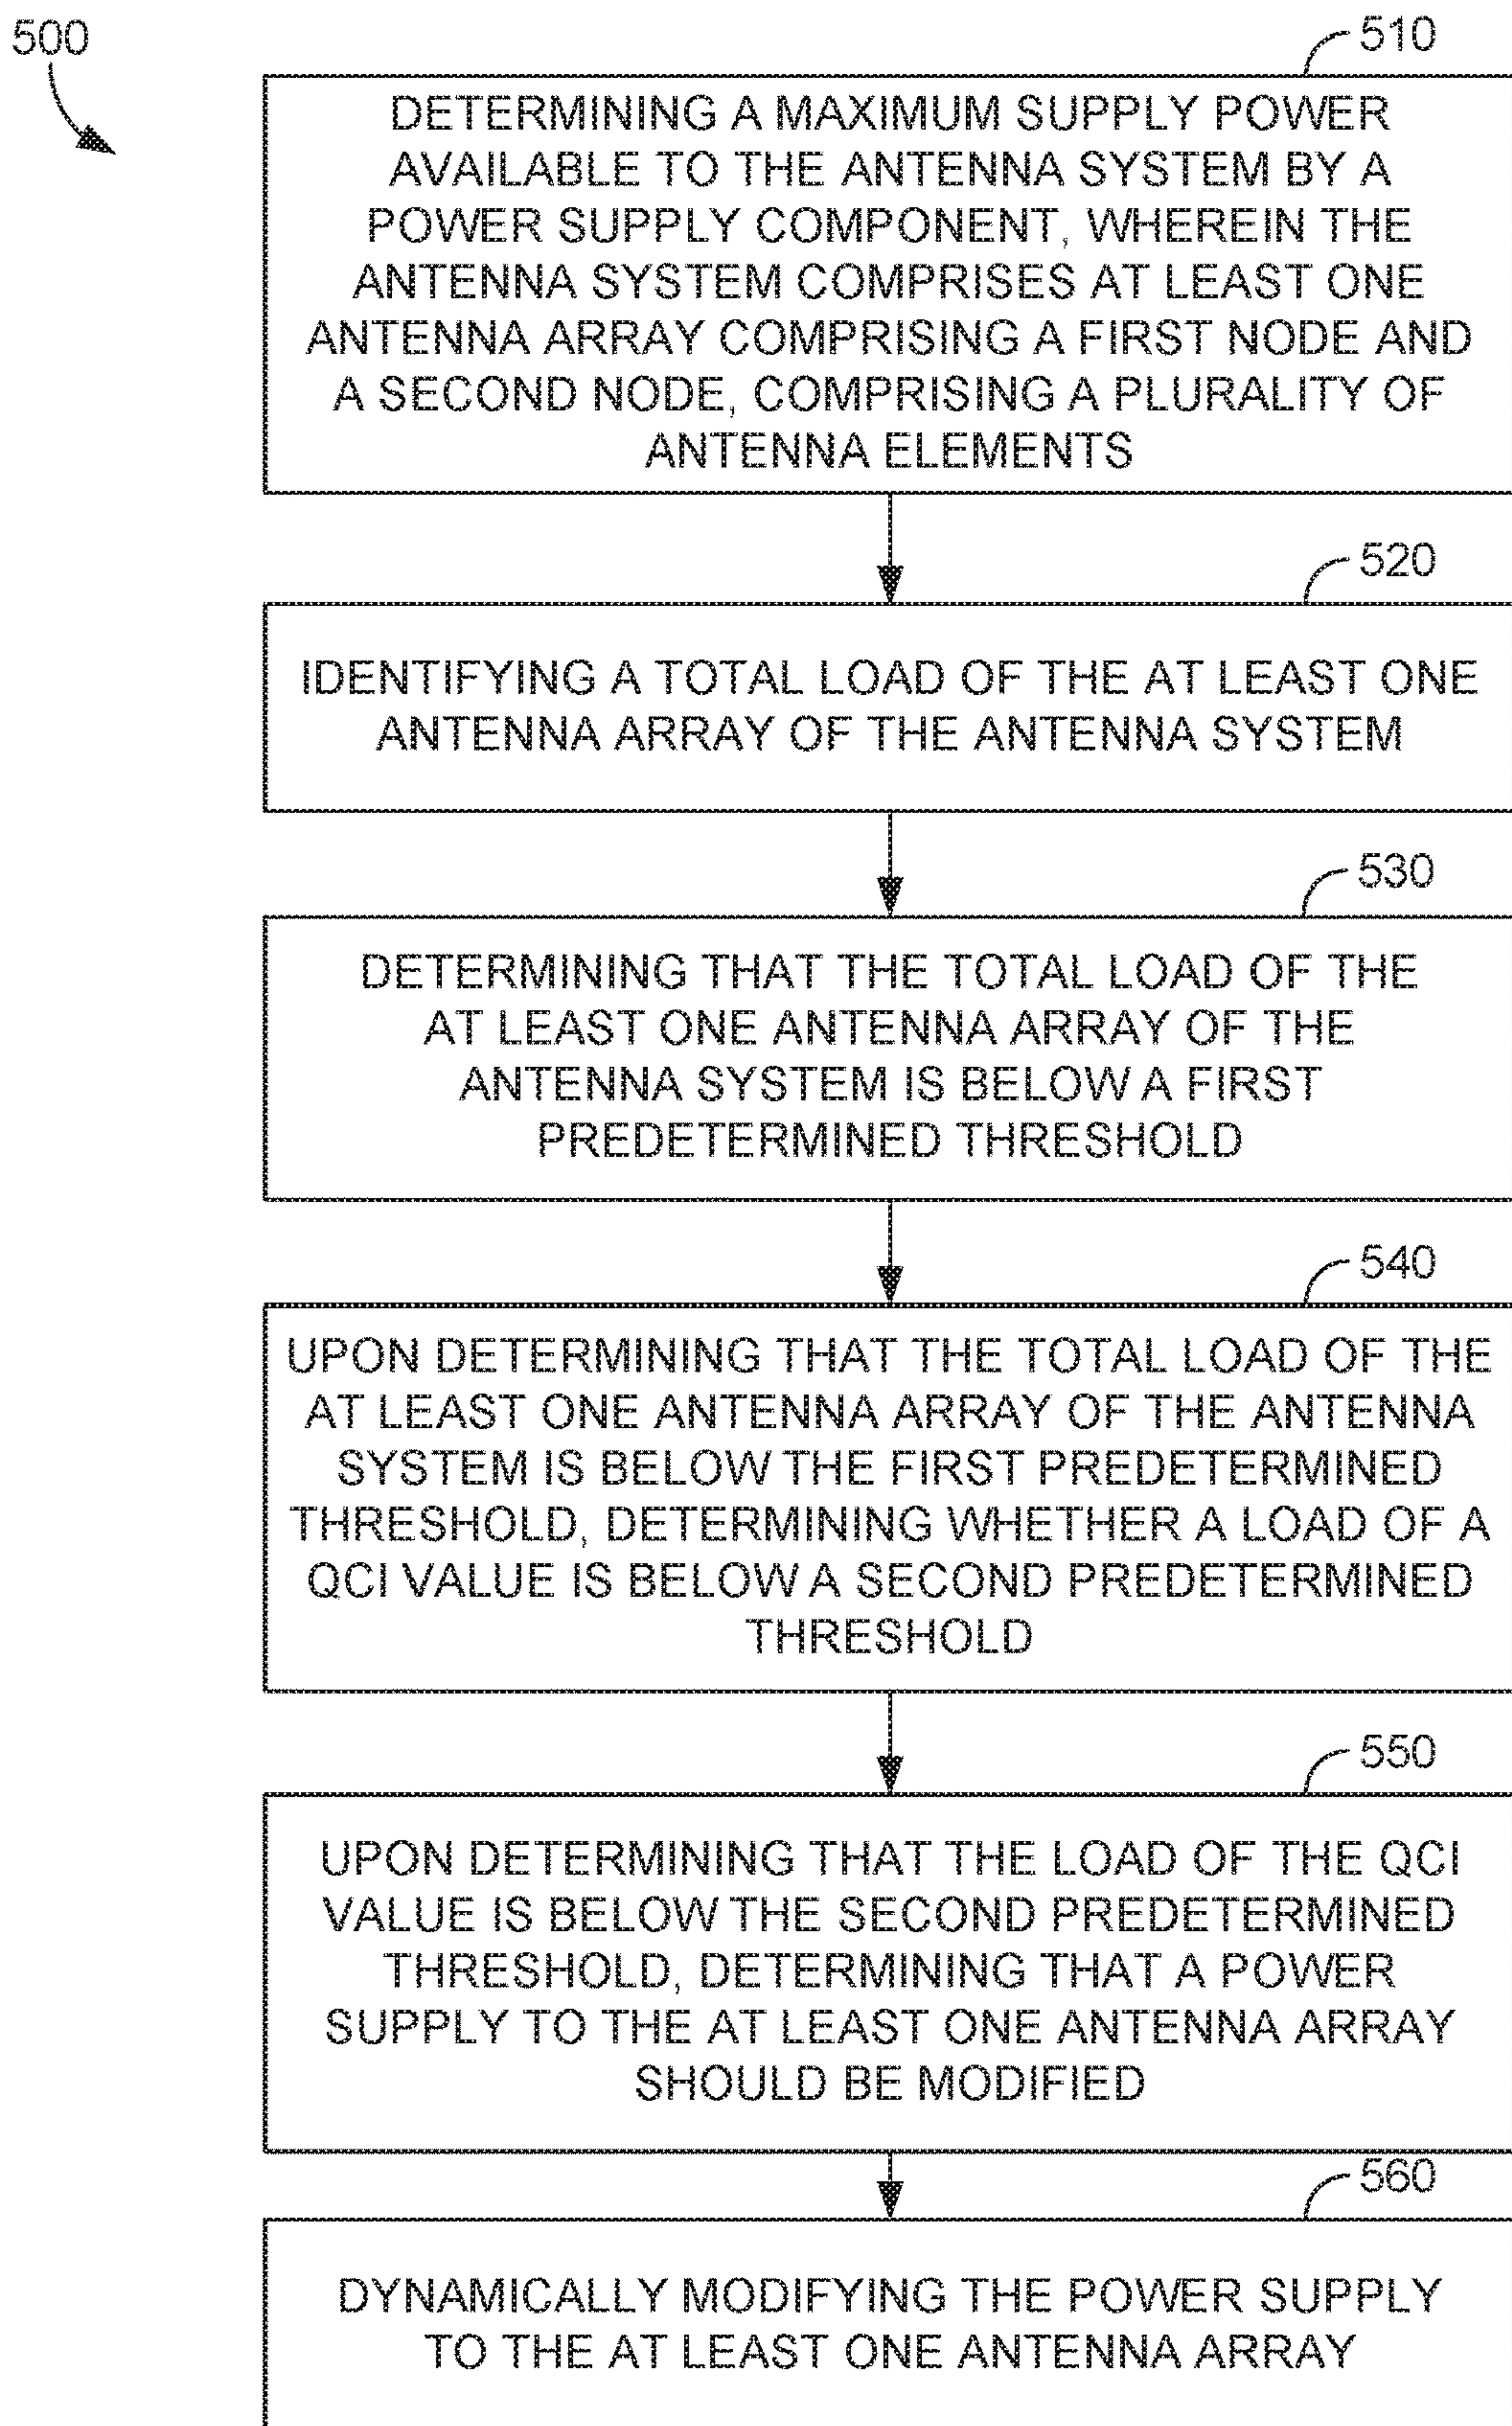 500
510
DETERMINING A MAXIMUM SUPPLY POWER
AVAILABLE TO THE ANTENNA SYSTEM BY A
POWER SUPPLY COMPONENT, WHEREIN THE
ANTENNA SYSTEM COMPRISES AT LEAST ONE
ANTENNA ARRAY COMPRISING A FIRST NODE AND
A SECOND NODE, COMPRISING A PLURALITY OF
ANTENNA ELEMENTS
520
IDENTIFYING A TOTAL LOAD OF THE AT LEAST ONE
ANTENNA ARRAY OF THE ANTENNA SYSTEM
530
DETERMINING THAT THE TOTAL LOAD OF THE
AT LEAST ONE ANTENNA ARRAY OF THE
ANTENNA SYSTEM IS BELOW A FIRST
PREDETERMINED THRESHOLD
540
UPON DETERMINING THAT THE TOTAL LOAD OF THE
AT LEAST ONE ANTENNA ARRAY OF THE ANTENNA
SYSTEM IS BELOW THE FIRST PREDETERMINED
THRESHOLD, DETERMINING WHETHER A LOAD OF A
QCI VALUE IS BELOW A SECOND PREDETERMINED
THRESHOLD
550
UPON DETERMINING THAT THE LOAD OF THE QCI
VALUE IS BELOW THE SECOND PREDETERMINED
THRESHOLD, DETERMINING THAT A POWER
SUPPLY TO THE AT LEAST ONE ANTENNA ARRAY
SHOULD BE MODIFIED
560
DYNAMICALLY MODIFYING THE POWER SUPPLY
TO THE AT LEAST ONE ANTENNA ARRAY